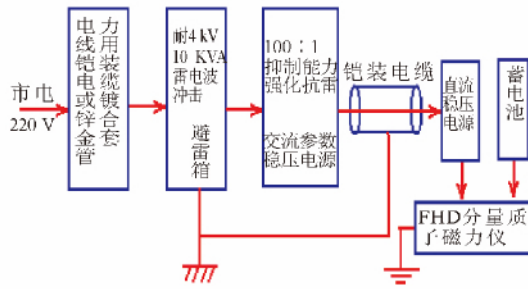 市电
220 V
电力
线用
铠装
电缆
或镀
锌合
金套
管
耐4kV
10 KVA
雷电波
冲击
避雷箱
100：1
抑制能力
强化抗雷
交流参数
稳压电源
铠装电缆
直流
稳压
电源
蓄电池
FHD分量质
子磁力仪